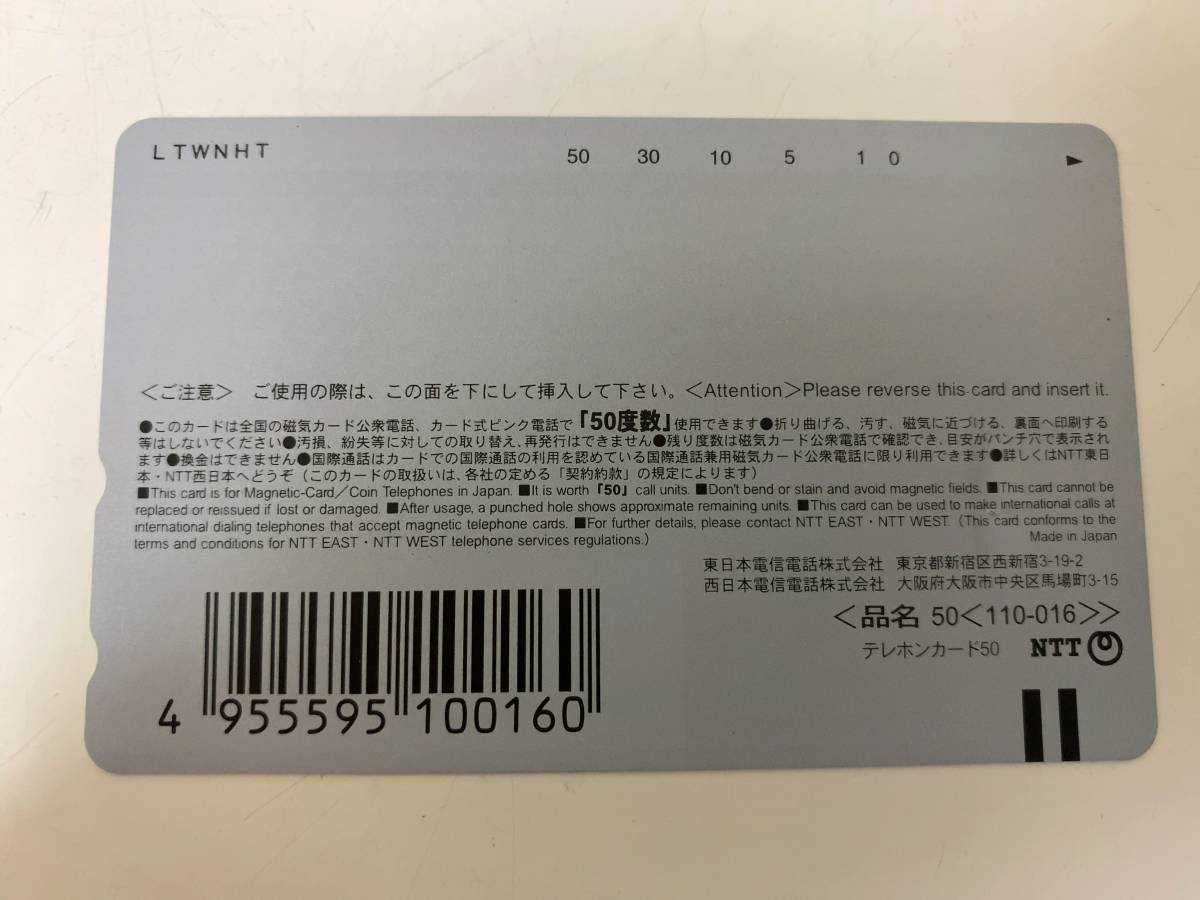 LTWNHT 50 30 10 5 1 0 ►
＜ご注意＞ ご使用の際は、この面を下にして挿入して下さい。＜Attention＞Please reverse this card and insert it.
●このカードは全国の磁気カード公衆電話、カード式ピンク電話で『50度数』使用できます●折り曲げる、汚す、磁気に近づける、裏面へ印刷する
等はしないでください●汚損、紛失等に対しての取り替え、再発行はできません●残り度数は磁気カード公衆電話で確認でき、目安がパンチ穴で表示され
ます●換金はできません●国際通話はカードでの国際通話の利用を認めている国際通話兼用磁気カード公衆電話に限り利用できます●詳しくはNTT東日
本・NTT西日本へどうぞ（このカードの取扱いは、各社の定める「契約約款」の規定によります）
■This card is for Magnetic-Card／Coin Telephones in Japan. ■It is worth『50』call units. ■Don't bend or stain and avoid magnetic fields. ■This card cannot be
replaced or reissued if lost or damaged. ■After usage, a punched hole shows approximate remaining units. ■This card can be used to make international calls at
international dialing telephones that accept magnetic telephone cards. ■For further details, please contact NTT EAST・NTT WEST.（This card conforms to the
terms and conditions for NTT EAST・NTT WEST telephone services regulations.） Made in Japan
東日本電信電話株式会社 東京都新宿区西新宿3-19-2
西日本電信電話株式会社 大阪府大阪市中央区馬場町3-15
＜品名 50＜110-016＞＞
テレホンカード50 NTT
4 955595 100160